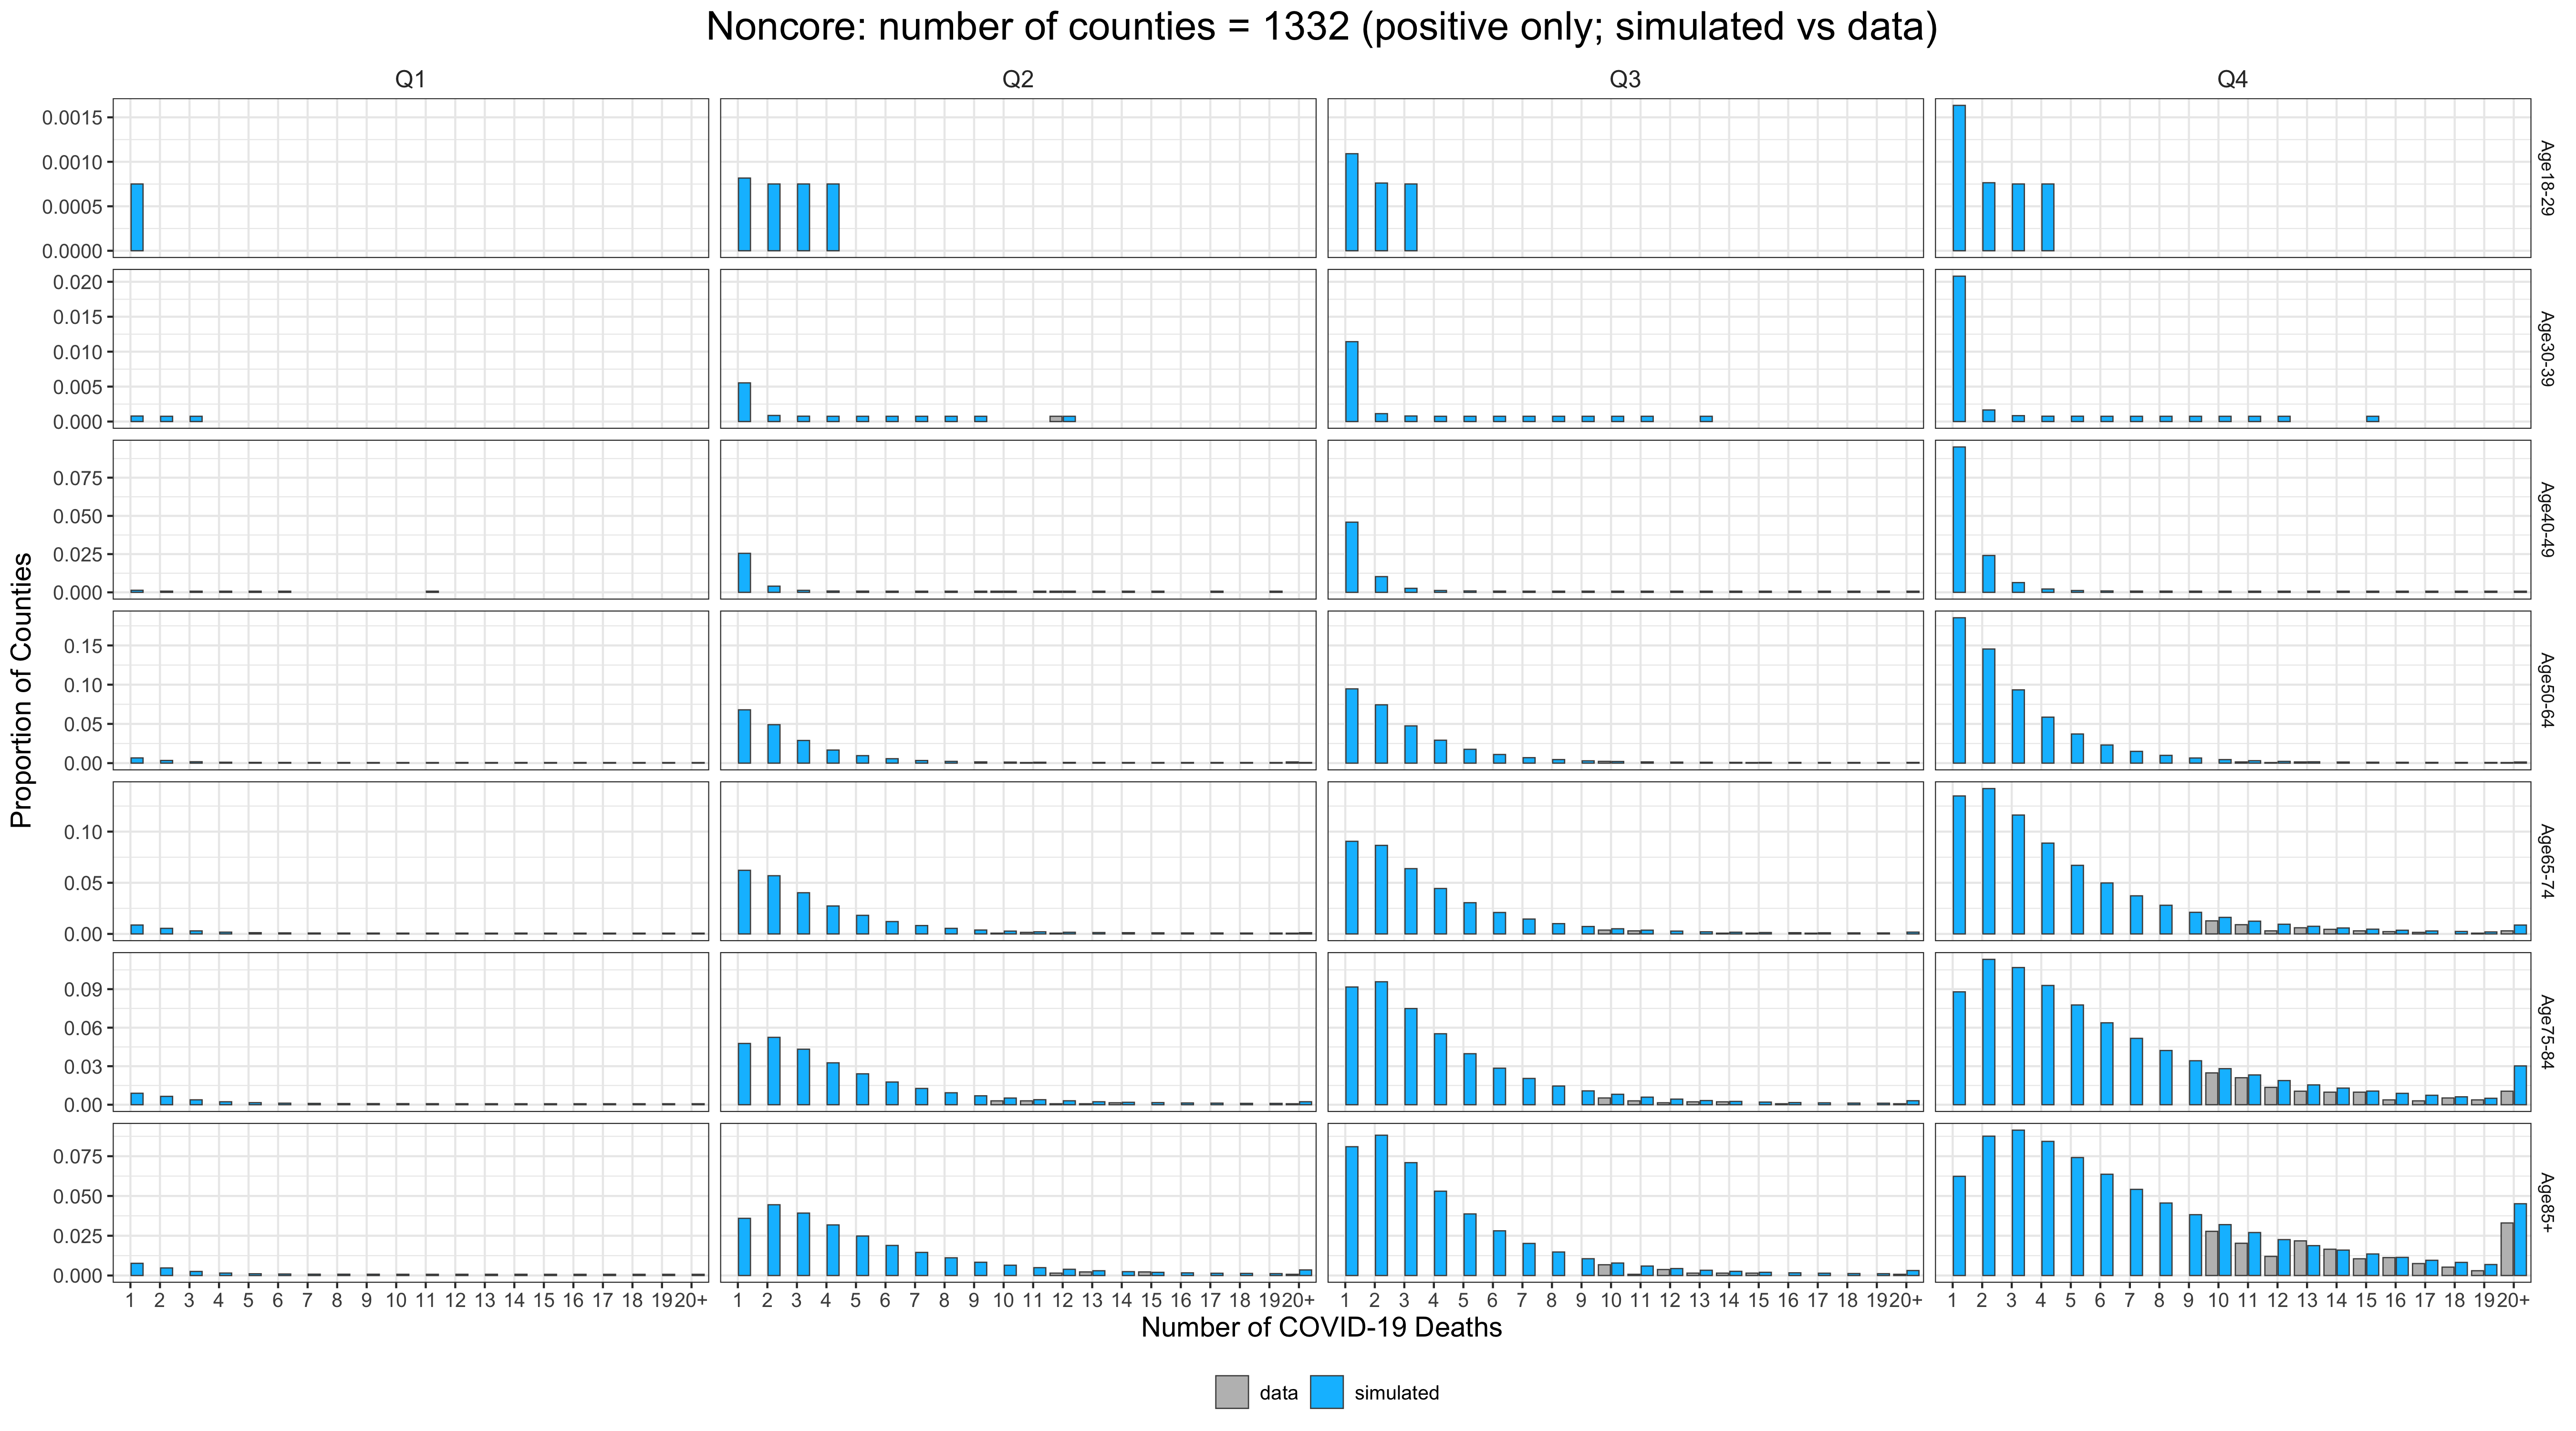 Noncore: number of counties = 1332 (positive only; simulated vs data)
Q1 Q2 Q3 Q4
0.0015
0.0010
0.0005
0.0000
Age18-29
0.020
0.015
0.010
0.005
0.000
Age30-39
0.075
0.050
0.025
0.000
Age40-49
0.15
0.10
0.05
0.00
Age50-64
0.10
0.05
0.00
Age65-74
0.09
0.06
0.03
0.00
Age75-84
0.075
0.050
0.025
0.000
Age85+
Proportion of Counties
1 2 3 4 5 6 7 8 9 10 11 12 13 14 15 16 17 18 19 20+
1 2 3 4 5 6 7 8 9 10 11 12 13 14 15 16 17 18 19 20+
1 2 3 4 5 6 7 8 9 10 11 12 13 14 15 16 17 18 19 20+
1 2 3 4 5 6 7 8 9 10 11 12 13 14 15 16 17 18 19 20+
Number of COVID-19 Deaths
data simulated